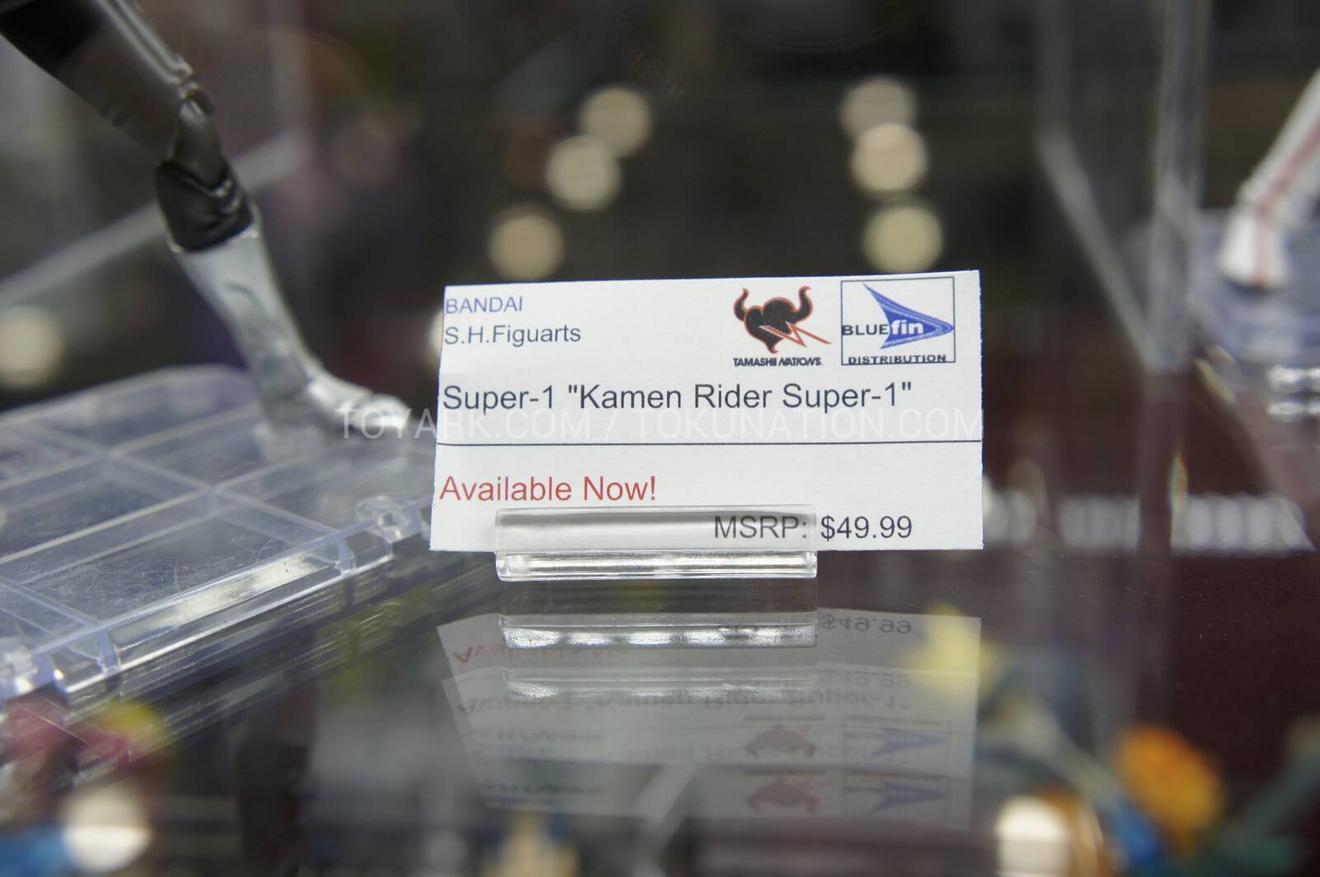 BANDAI
S.H.Figuarts
TAMASHII NATIONS
BLUEfin
DISTRIBUTION
Super-1 "Kamen Rider Super-1"
TOYARK.COM / TOKUNATION.COM
Available Now!
MSRP: $49.99